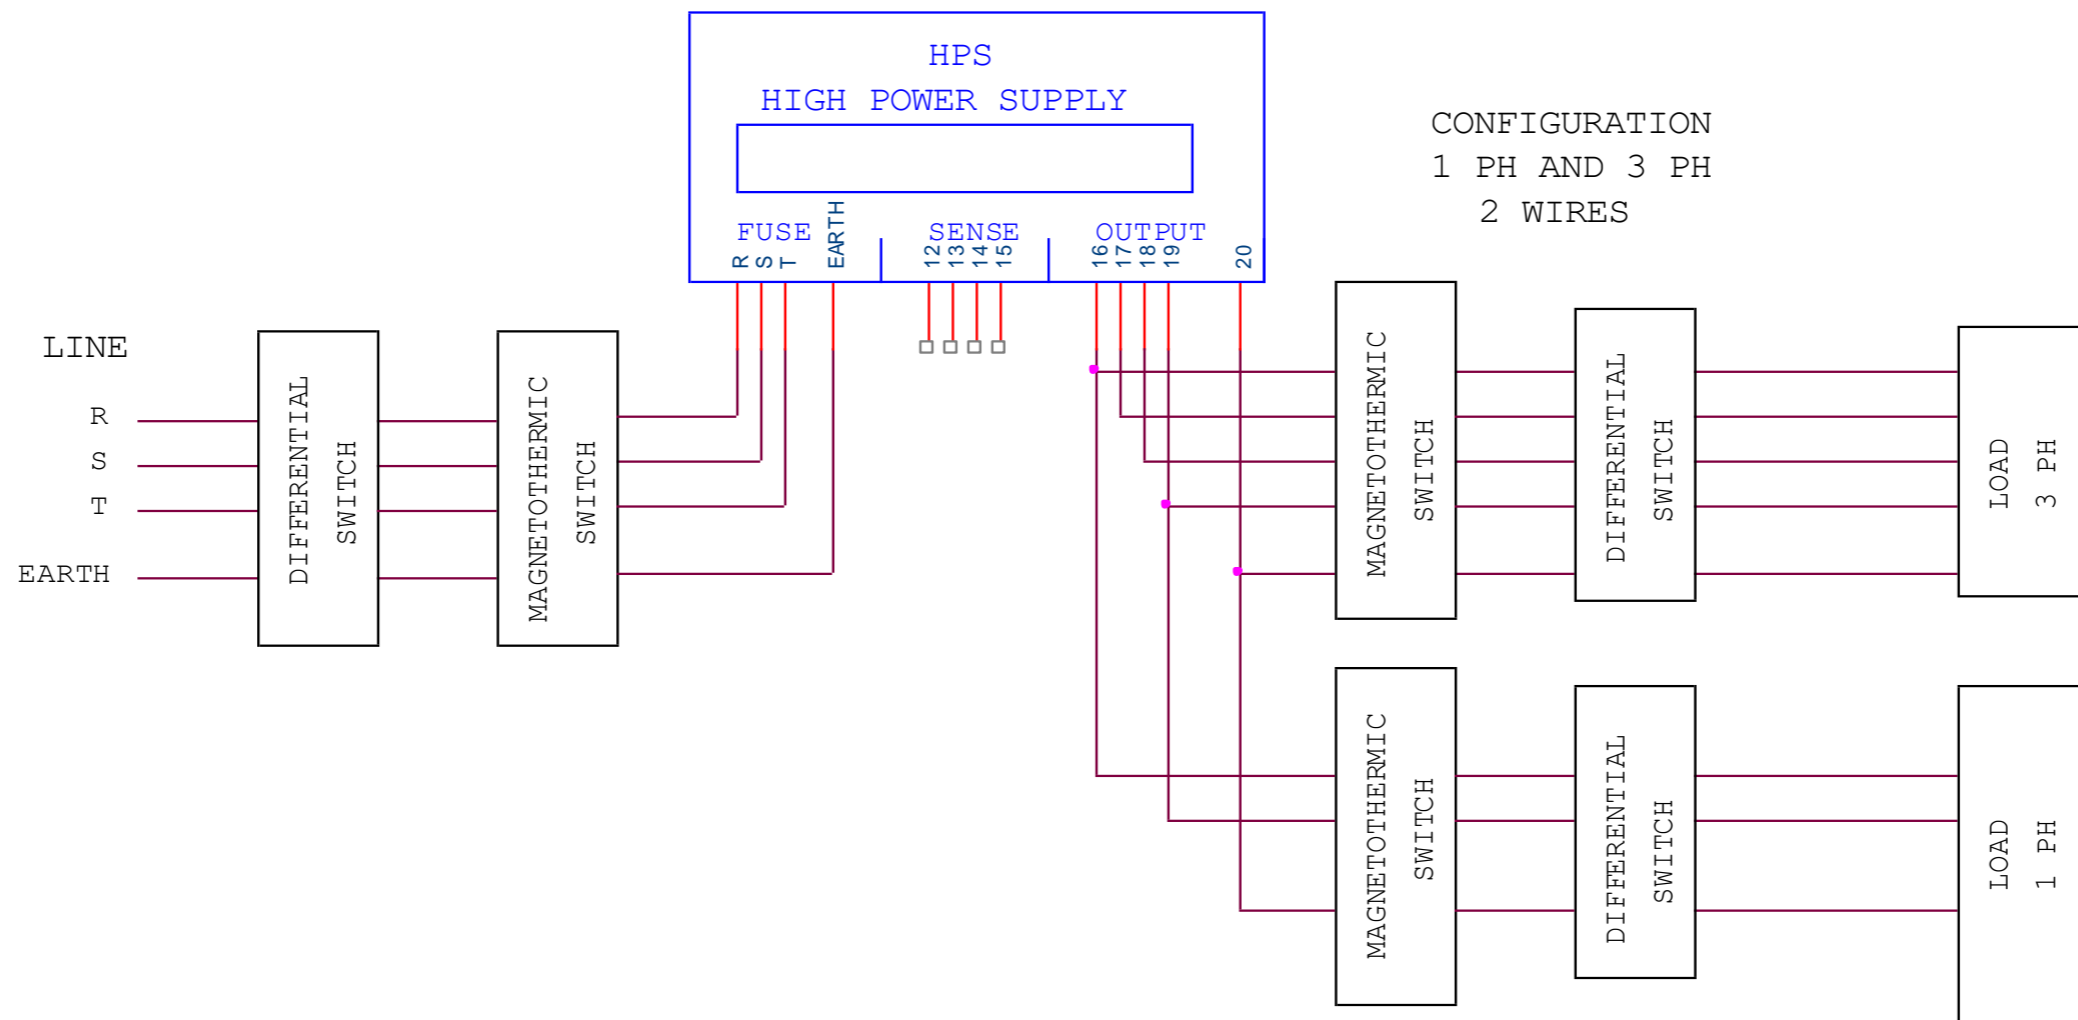 HPS
HIGH POWER SUPPLY
CONFIGURATION
1 PH AND 3 PH
2 WIRES
FUSE
SENSE
OUTPUT
R
S
T
EARTH
12
13
14
15
16
17
18
19
20
LINE
R
S
T
EARTH
DIFFERENTIAL
SWITCH
MAGNETOTHERMIC
SWITCH
MAGNETOTHERMIC
SWITCH
DIFFERENTIAL
SWITCH
LOAD
3 PH
MAGNETOTHERMIC
SWITCH
DIFFERENTIAL
SWITCH
LOAD
1 PH